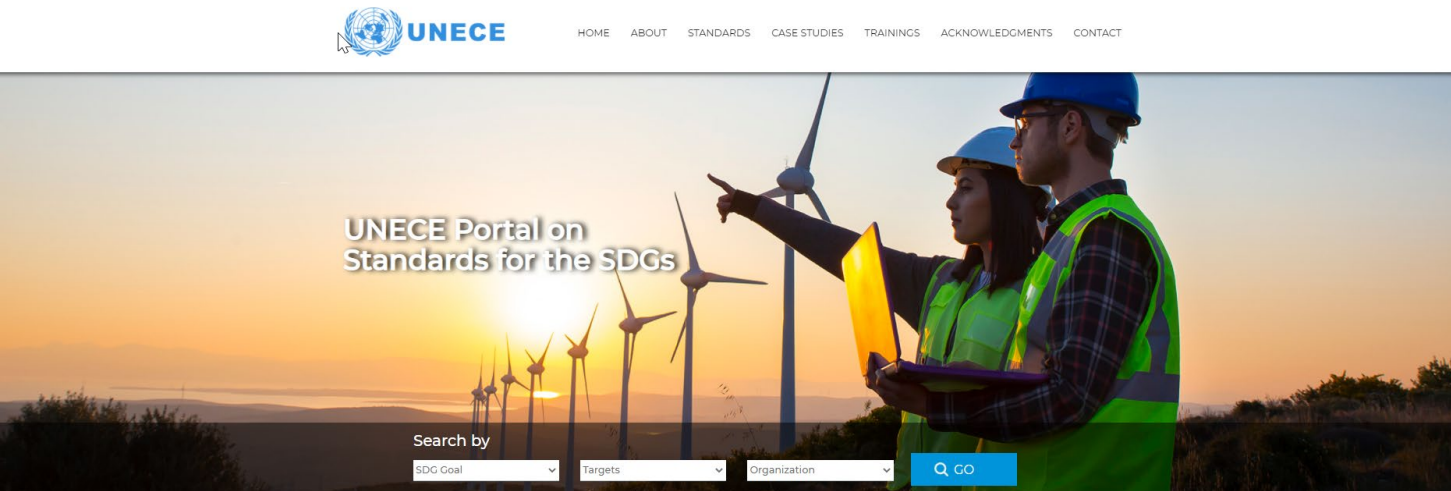 UNECE
HOME ABOUT STANDARDS CASE STUDIES TRAININGS ACKNOWLEDGMENTS CONTACT
UNECE Portal on
Standards for the SDGs
Search by
SDG Goal Targets Organization GO